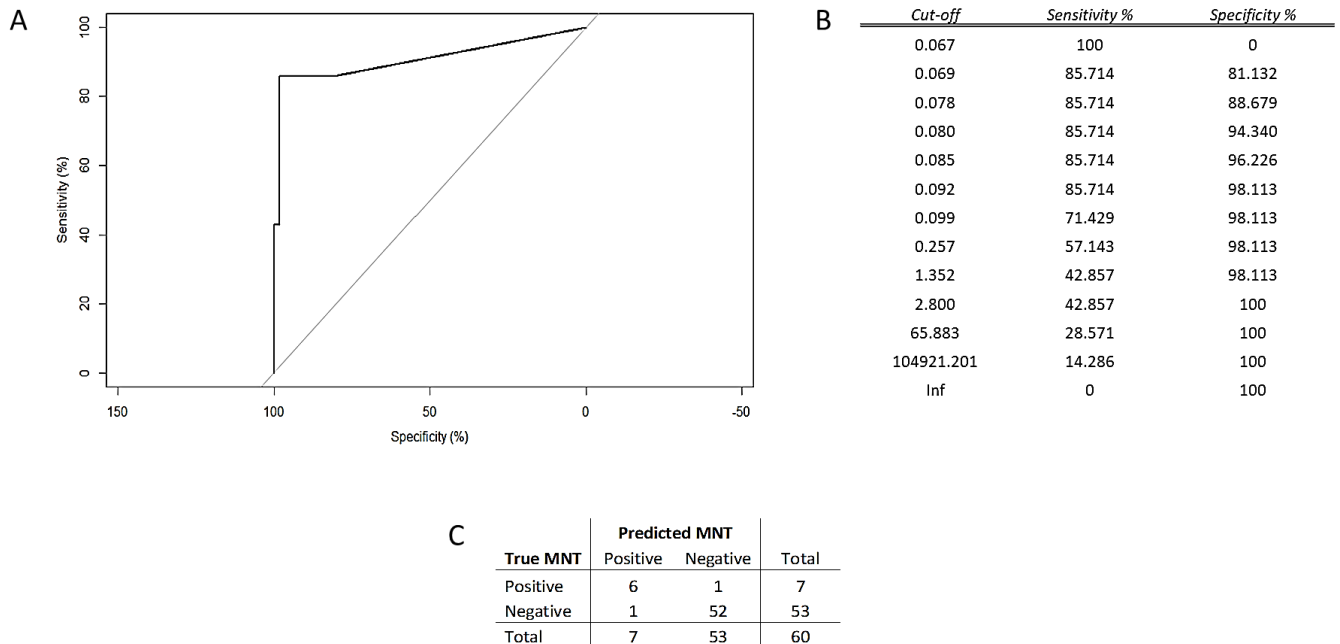 A
Sensitivity (%)
100
80
60
40
20
0
150 100 50 0 -50
Specificity (%)
B
Cut-off Sensitivity % Specificity %
0.067 100 0
0.069 85.714 81.132
0.078 85.714 88.679
0.080 85.714 94.340
0.085 85.714 96.226
0.092 85.714 98.113
0.099 71.429 98.113
0.257 57.143 98.113
1.352 42.857 98.113
2.800 42.857 100
65.883 28.571 100
104921.201 14.286 100
Inf 0 100
C
Predicted MNT
True MNT Positive Negative Total
Positive 6 1 7
Negative 1 52 53
Total 7 53 60